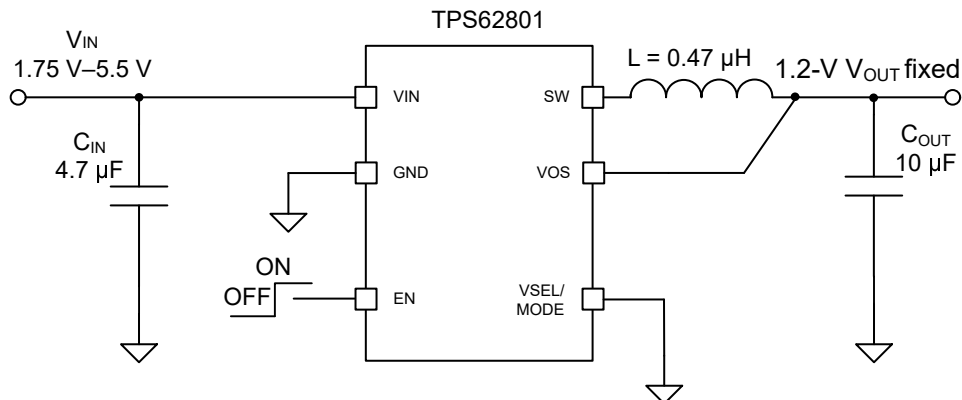 TPS62801
VIN
1.75 V–5.5 V
L = 0.47 µH
1.2-V VOUT fixed
VIN
SW
CIN
4.7 µF
GND
VOS
COUT
10 µF
ON
OFF
EN
VSEL/
MODE